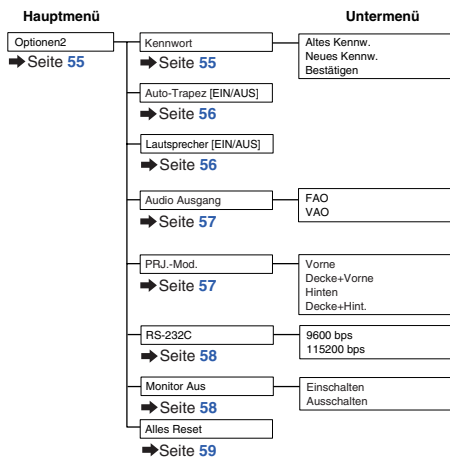 Hauptmenü
Untermenü
Optionen2
Seite 55
Kennwort
Seite 55
Altes Kennw.
Neues Kennw.
Bestätigen
Auto-Trapez [EIN/AUS]
Seite 56
Lautsprecher [EIN/AUS]
Seite 56
Audio Ausgang
Seite 57
FAO
VAO
PRJ.-Mod.
Seite 57
Vorne
Decke+Vorne
Hinten
Decke+Hint.
RS-232C
Seite 58
9600 bps
115200 bps
Monitor Aus
Seite 58
Einschalten
Ausschalten
Alles Reset
Seite 59